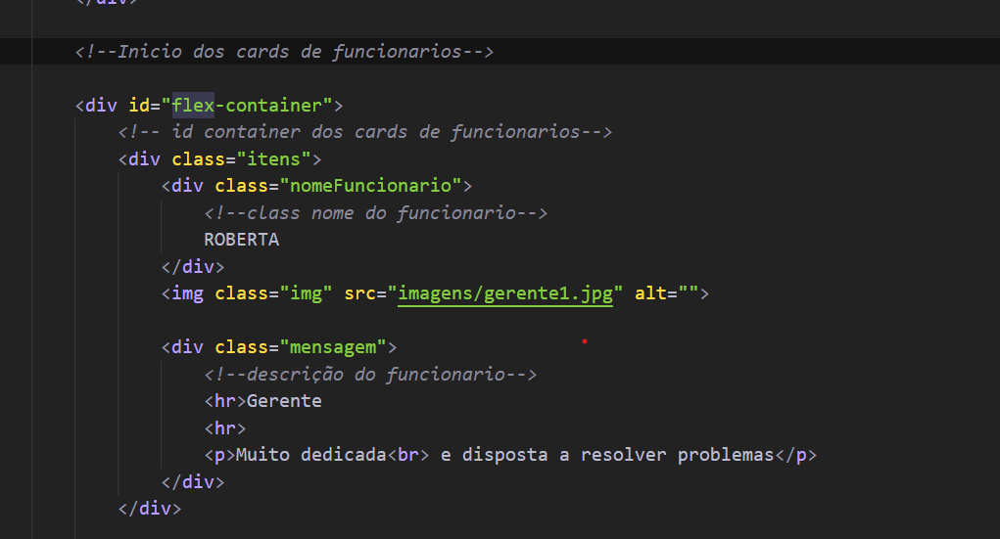 </div>
<!--Inicio dos cards de funcionarios-->
<div id="flex-container">
<!-- id container dos cards de funcionarios-->
<div class="itens">
<div class="nomeFuncionario">
<!--class nome do funcionario-->
ROBERTA
</div>
<img class="img" src="imagens/gerente1.jpg" alt="">
<div class="mensagem">
<!--descrição do funcionario-->
<hr>Gerente
<hr>
<p>Muito dedicada<br> e disposta a resolver problemas</p>
</div>
</div>